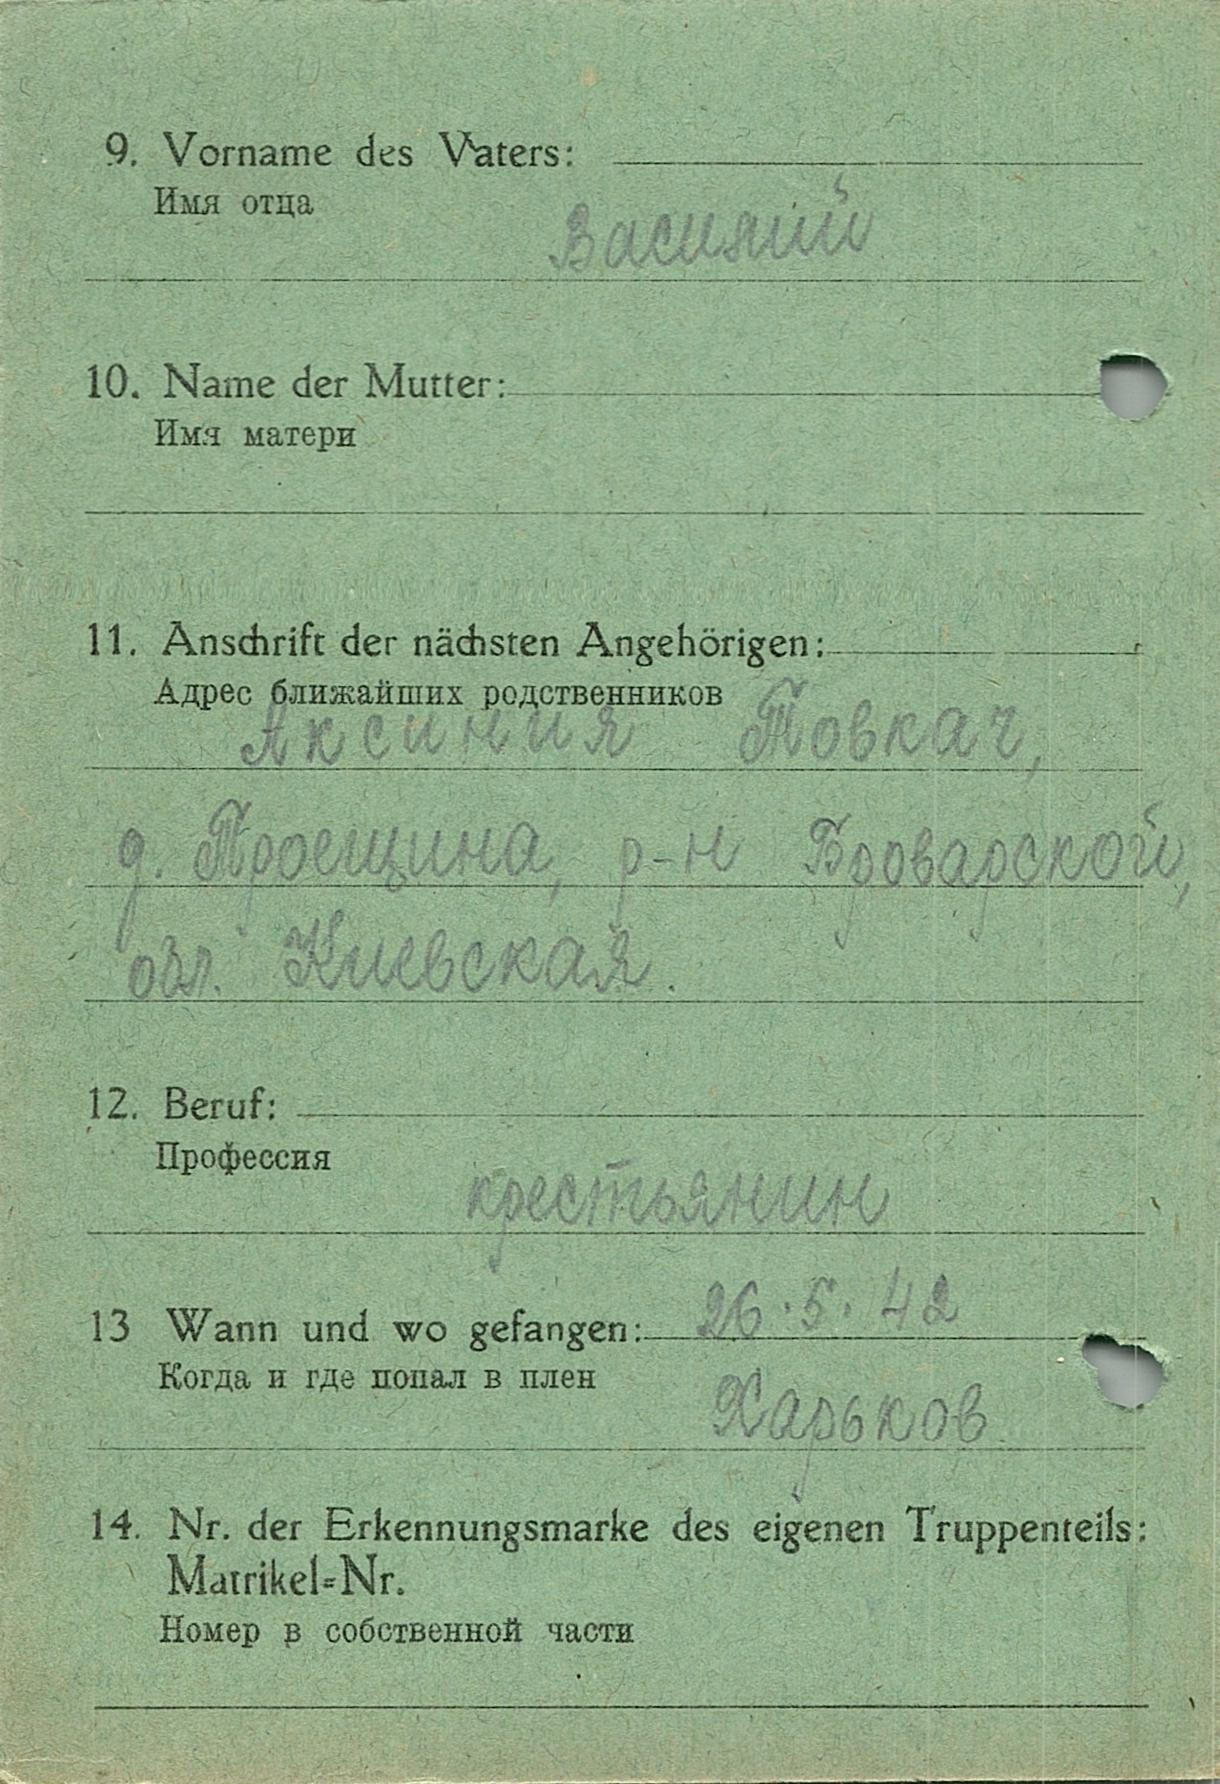 9. Vorname des Vaters:
Имя отца
Василий
10. Name der Mutter:
Имя матери
11. Anschrift der nächsten Angehörigen:
Адрес ближайших родственников
Аксиния Товкач,
д. Троещина, р-н Броварской,
обл. Киевская.
12. Beruf:
Профессия
крестьянин
13 Wann und wo gefangen: 26.5.42
Когда и где попал в плен
Харьков
14. Nr. der Erkennungsmarke des eigenen Truppenteils:
Matrikel=Nr.
Номер в собственной части